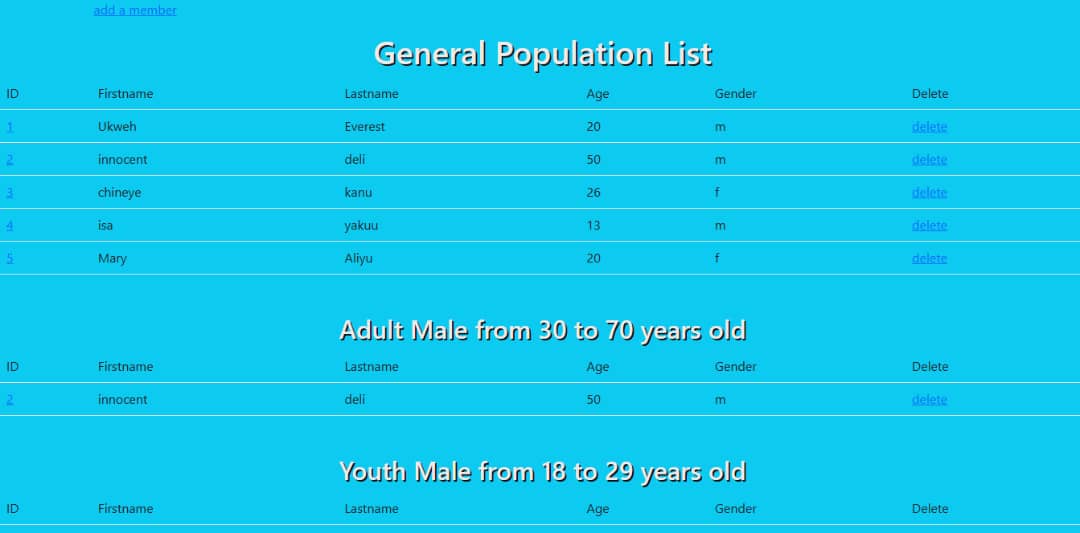 add a member
General Population List
ID Firstname Lastname Age Gender Delete
1 Ukweh Everest 20 m delete
2 innocent deli 50 m delete
3 chineye kanu 26 f delete
4 isa yakuu 13 m delete
5 Mary Aliyu 20 f delete
Adult Male from 30 to 70 years old
ID Firstname Lastname Age Gender Delete
2 innocent deli 50 m delete
Youth Male from 18 to 29 years old
ID Firstname Lastname Age Gender Delete